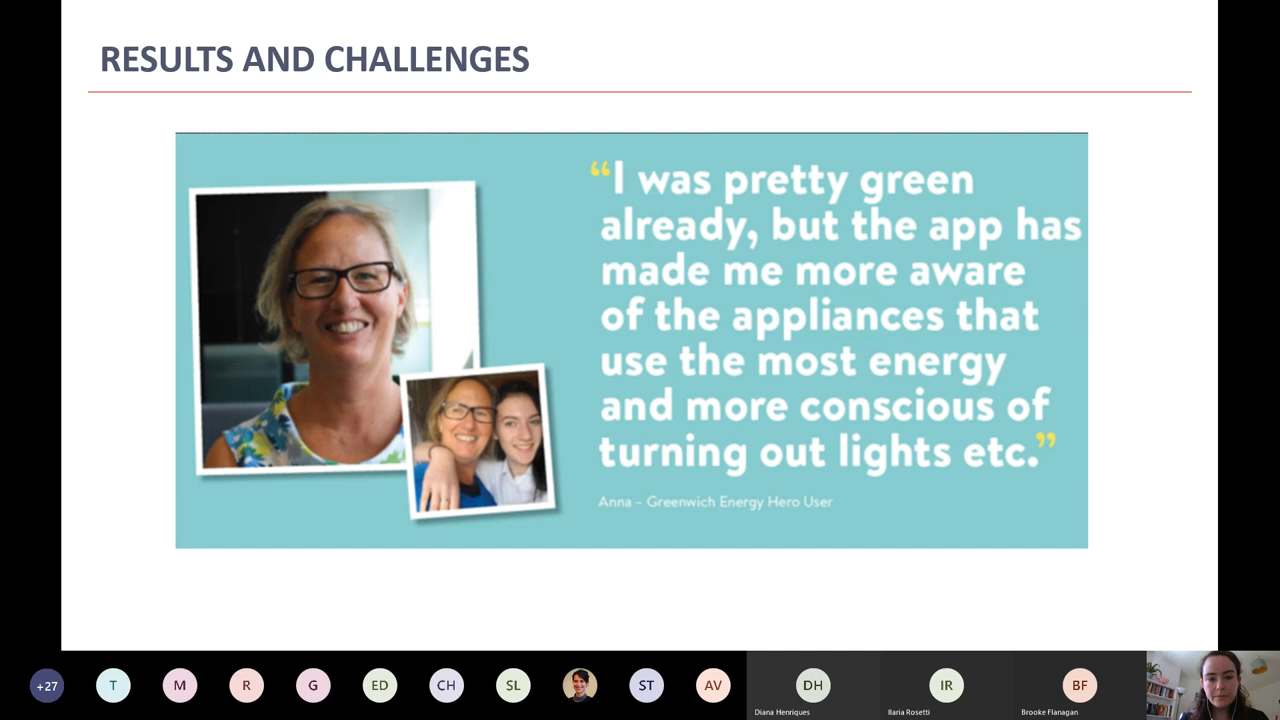 RESULTS AND CHALLENGES
“I was pretty green
already, but the app has
made me more aware
of the appliances that
use the most energy
and more conscious of
turning out lights etc.”
Anna – Greenwich Energy Hero User
+27
T
M
R
G
ED
CH
SL
ST
AV
DH
IR
BF
Diana Henriques
Ilaria Rosetti
Brooke Flanagan